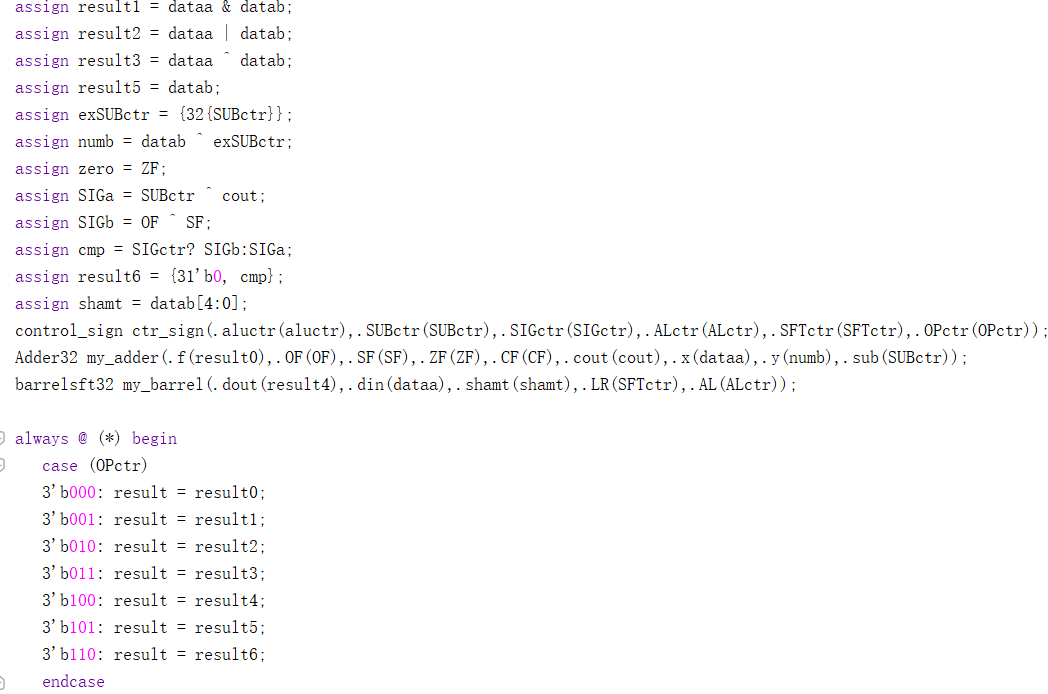 assign result1 = dataa & datab;
assign result2 = dataa | datab;
assign result3 = dataa ^ datab;
assign result5 = datab;
assign exSUBctr = {32{SUBctr}};
assign numb = datab ^ exSUBctr;
assign zero = ZF;
assign SIGa = SUBctr ^ cout;
assign SIGb = OF ^ SF;
assign cmp = SIGctr? SIGb:SIGa;
assign result6 = {31'b0, cmp};
assign shamt = datab[4:0];
control_sign ctr_sign(.aluctr(aluctr),.SUBctr(SUBctr),.SIGctr(SIGctr),.ALctr(ALctr),.SFTctr(SFTctr),.OPctr(OPctr));
Adder32 my_adder(.f(result0),.OF(OF),.SF(SF),.ZF(ZF),.CF(CF),.cout(cout),.x(dataa),.y(numb),.sub(SUBctr));
barrelsft32 my_barrel(.dout(result4),.din(dataa),.shamt(shamt),.LR(SFTctr),.AL(ALctr));
always @ (*) begin
case (OPctr)
3'b000: result = result0;
3'b001: result = result1;
3'b010: result = result2;
3'b011: result = result3;
3'b100: result = result4;
3'b101: result = result5;
3'b110: result = result6;
endcase